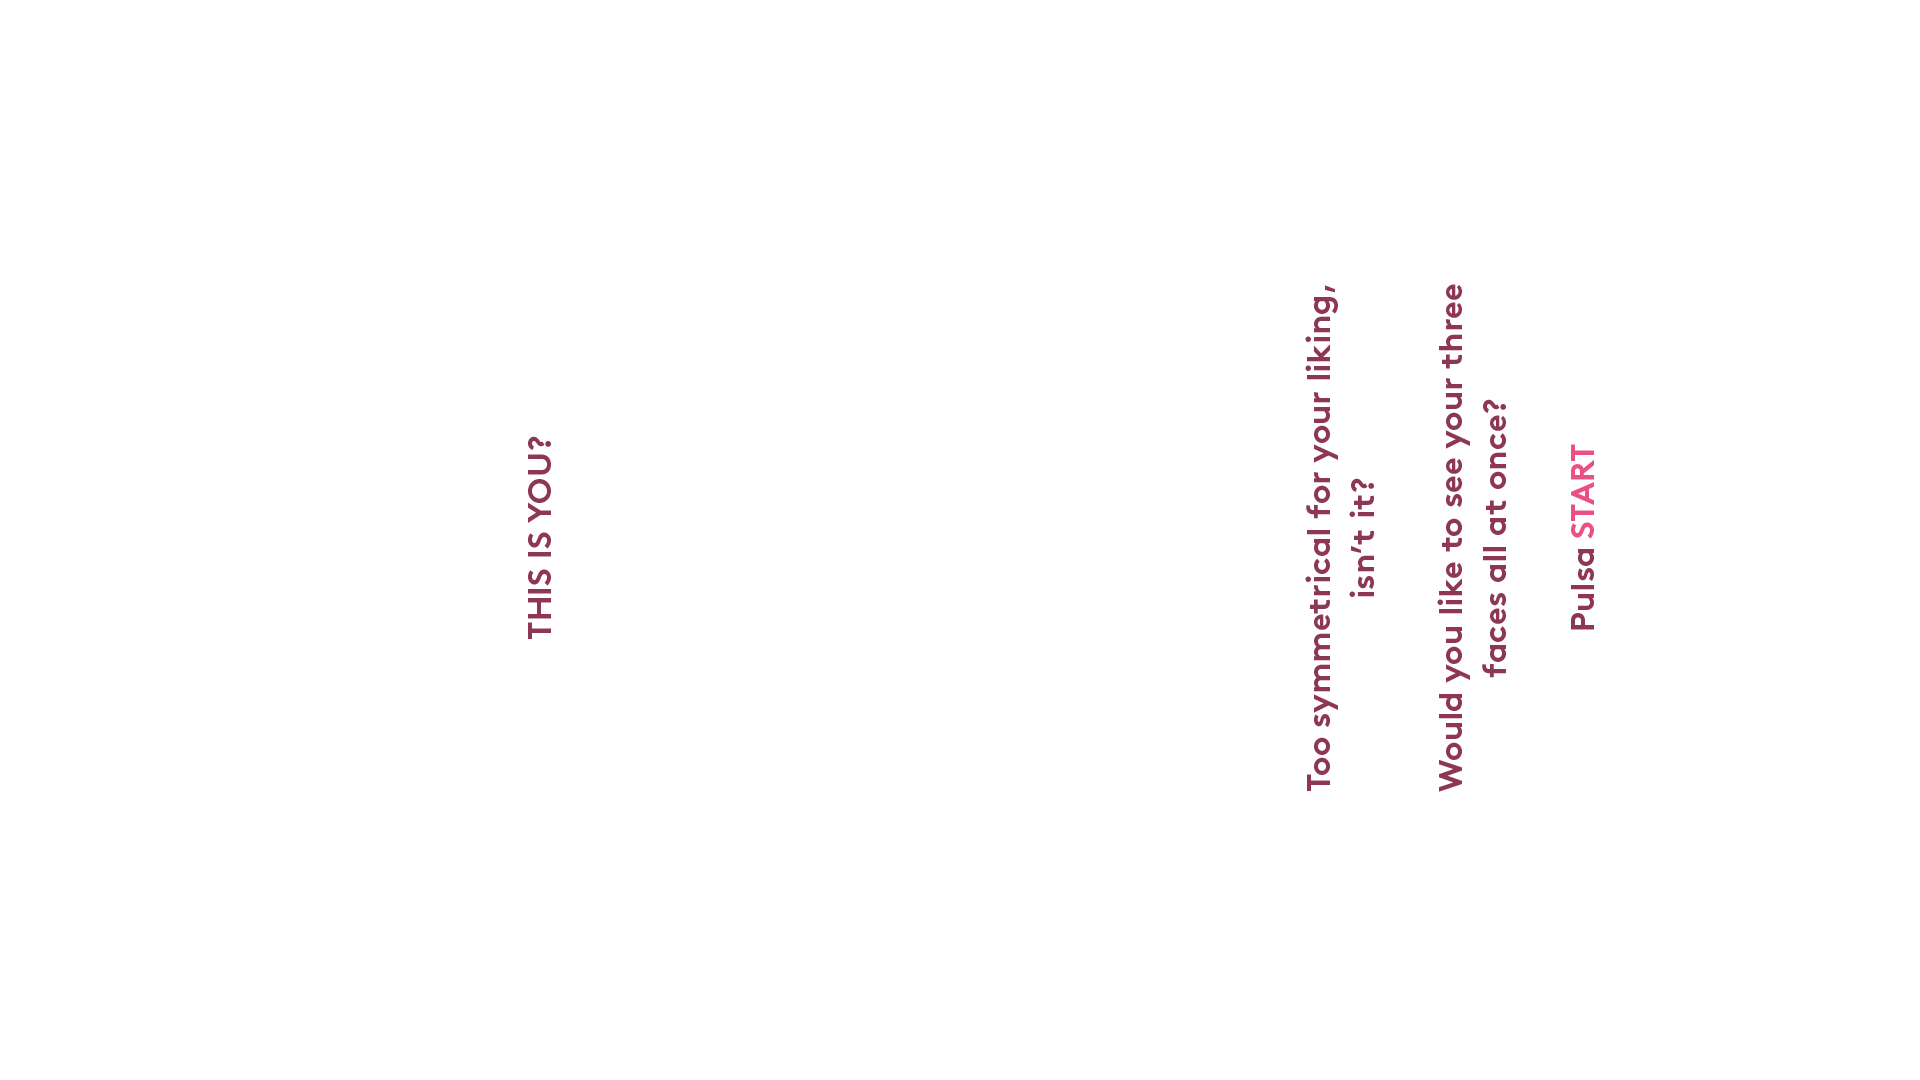 THIS IS YOU?
Too symmetrical for your liking,
isn't it?
Would you like to see your three
faces all at once?
Pulsa START